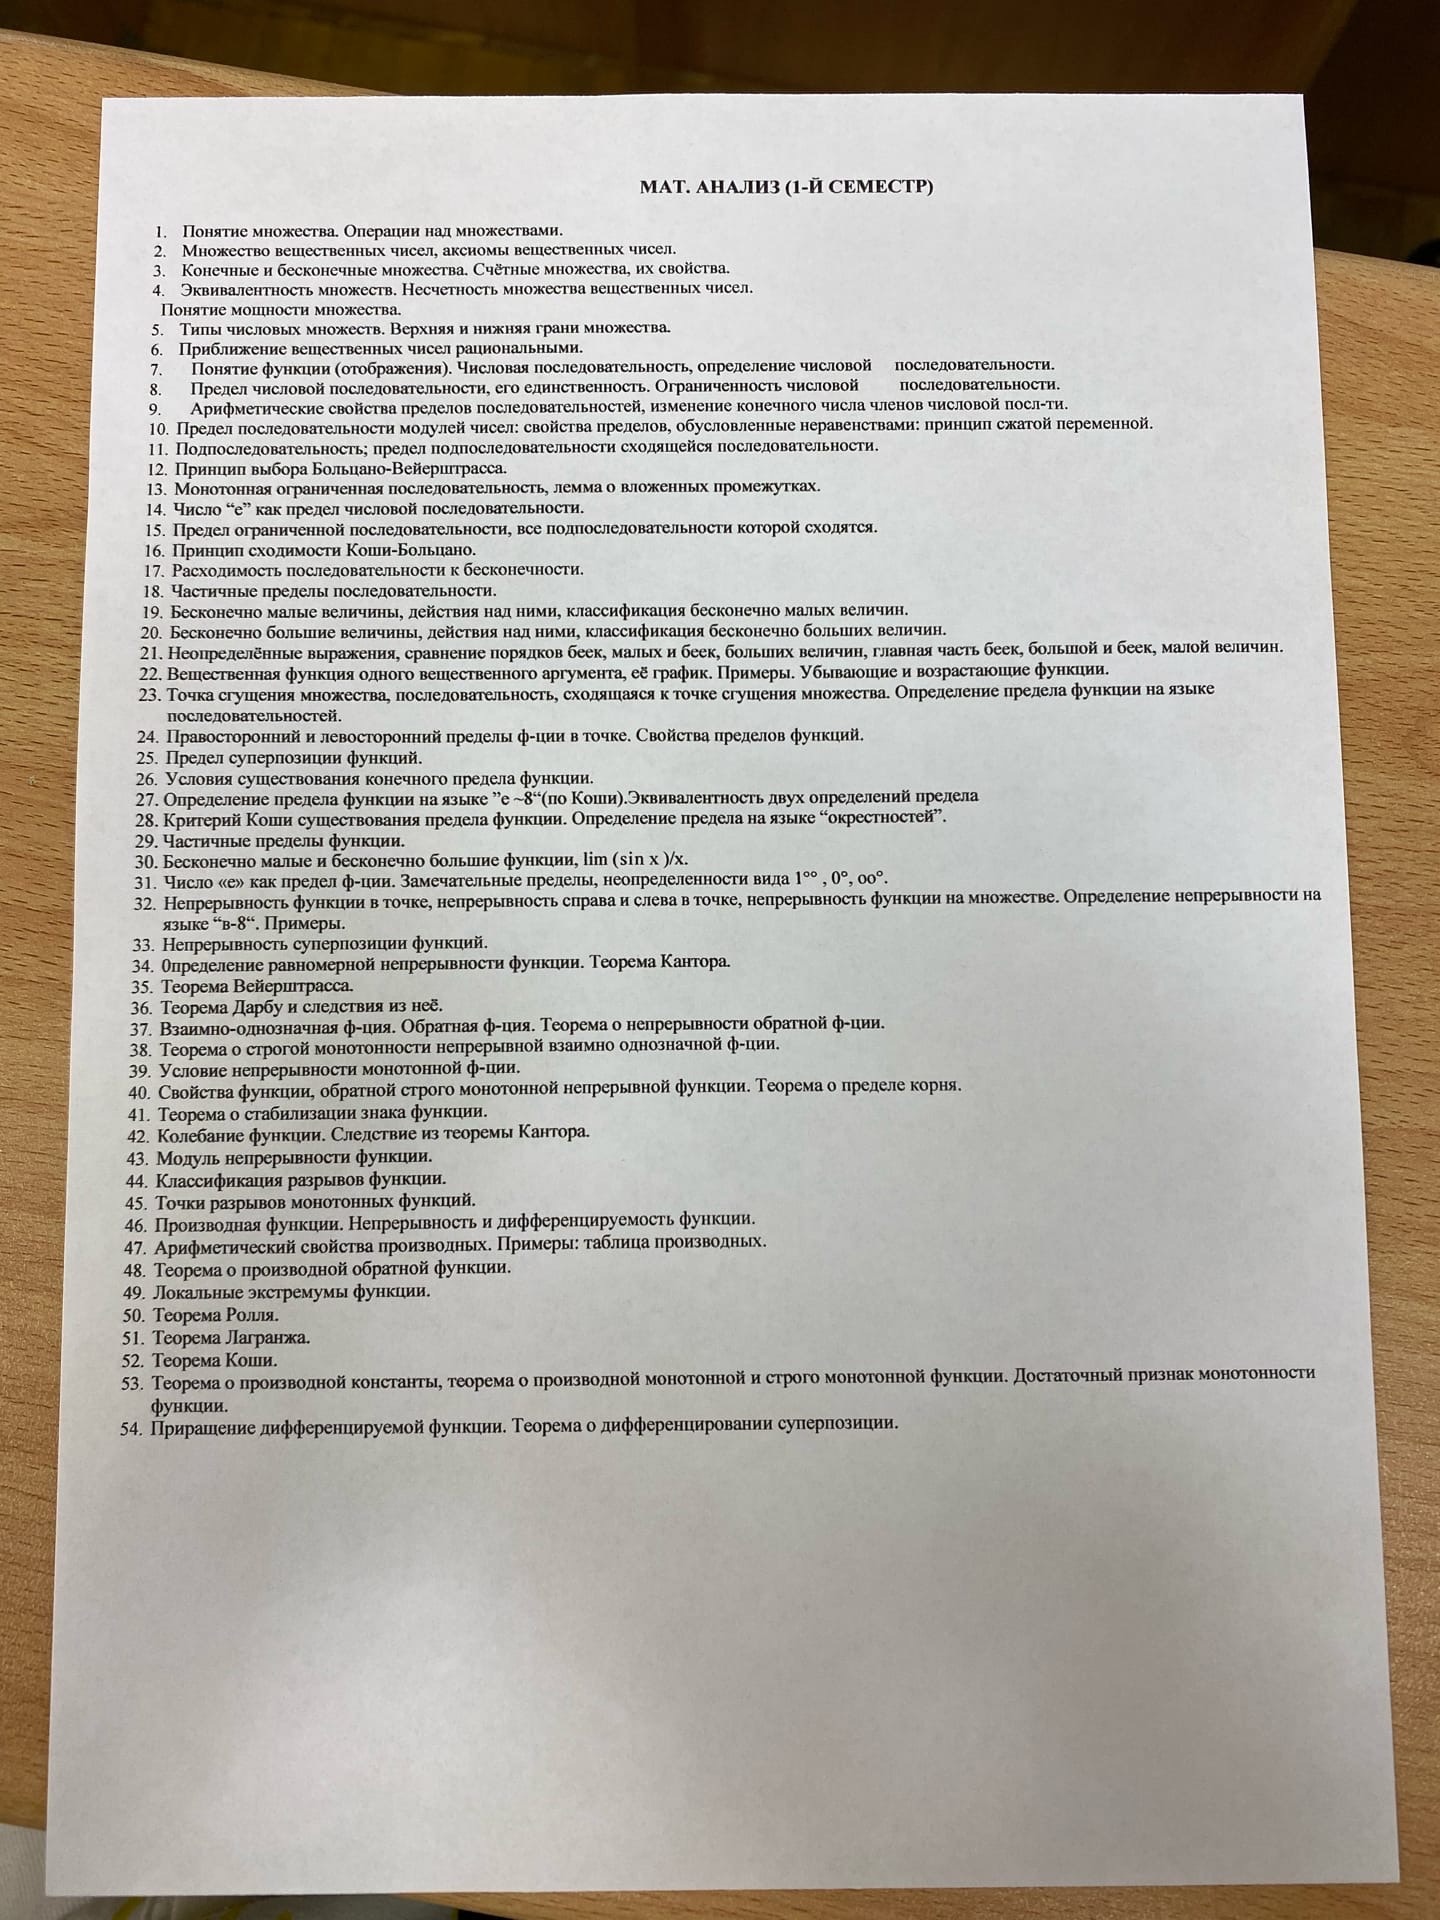 МАТ. АНАЛИЗ (1-Й СЕМЕСТР)
1. Понятие множества. Операции над множествами.
2. Множество вещественных чисел, аксиомы вещественных чисел.
3. Конечные и бесконечные множества. Счётные множества, их свойства.
4. Эквивалентность множеств. Несчетность множества вещественных чисел.
Понятие мощности множества.
5. Типы числовых множеств. Верхняя и нижняя грани множества.
6. Приближение вещественных чисел рациональными.
7. Понятие функции (отображения). Числовая последовательность, определение числовой последовательности.
8. Предел числовой последовательности, его единственность. Ограниченность числовой последовательности.
9. Арифметические свойства пределов последовательностей, изменение конечного числа членов числовой посл-ти.
10. Предел последовательности модулей чисел: свойства пределов, обусловленные неравенствами: принцип сжатой переменной.
11. Подпоследовательность; предел подпоследовательности сходящейся последовательности.
12. Принцип выбора Больцано-Вейерштрасса.
13. Монотонная ограниченная последовательность, лемма о вложенных промежутках.
14. Число “е” как предел числовой последовательности.
15. Предел ограниченной последовательности, все подпоследовательности которой сходятся.
16. Принцип сходимости Коши-Больцано.
17. Расходимость последовательности к бесконечности.
18. Частичные пределы последовательности.
19. Бесконечно малые величины, действия над ними, классификация бесконечно малых величин.
20. Бесконечно большие величины, действия над ними, классификация бесконечно больших величин.
21. Неопределённые выражения, сравнение порядков беек, малых и беек, больших величин, главная часть беек, большой и беек, малой величин.
22. Вещественная функция одного вещественного аргумента, её график. Примеры. Убывающие и возрастающие функции.
23. Точка сгущения множества, последовательность, сходящаяся к точке сгущения множества. Определение предела функции на языке
последовательностей.
24. Правосторонний и левосторонний пределы ф-ции в точке. Свойства пределов функций.
25. Предел суперпозиции функций.
26. Условия существования конечного предела функции.
27. Определение предела функции на языке ”е ~8“(по Коши).Эквивалентность двух определений предела
28. Критерий Коши существования предела функции. Определение предела на языке “окрестностей”.
29. Частичные пределы функции.
30. Бесконечно малые и бесконечно большие функции, lim (sin x )/x.
31. Число «е» как предел ф-ции. Замечательные пределы, неопределенности вида 1°° , 0°, оо°.
32. Непрерывность функции в точке, непрерывность справа и слева в точке, непрерывность функции на множестве. Определение непрерывности на
языке “в-8“. Примеры.
33. Непрерывность суперпозиции функций.
34. 0пределение равномерной непрерывности функции. Теорема Кантора.
35. Теорема Вейерштрасса.
36. Теорема Дарбу и следствия из неё.
37. Взаимно-однозначная ф-ция. Обратная ф-ция. Теорема о непрерывности обратной ф-ции.
38. Теорема о строгой монотонности непрерывной взаимно однозначной ф-ции.
39. Условие непрерывности монотонной ф-ции.
40. Свойства функции, обратной строго монотонной непрерывной функции. Теорема о пределе корня.
41. Теорема о стабилизации знака функции.
42. Колебание функции. Следствие из теоремы Кантора.
43. Модуль непрерывности функции.
44. Классификация разрывов функции.
45. Точки разрывов монотонных функций.
46. Производная функции. Непрерывность и дифференцируемость функции.
47. Арифметический свойства производных. Примеры: таблица производных.
48. Теорема о производной обратной функции.
49. Локальные экстремумы функции.
50. Теорема Ролля.
51. Теорема Лагранжа.
52. Теорема Коши.
53. Теорема о производной константы, теорема о производной монотонной и строго монотонной функции. Достаточный признак монотонности
функции.
54. Приращение дифференцируемой функции. Теорема о дифференцировании суперпозиции.